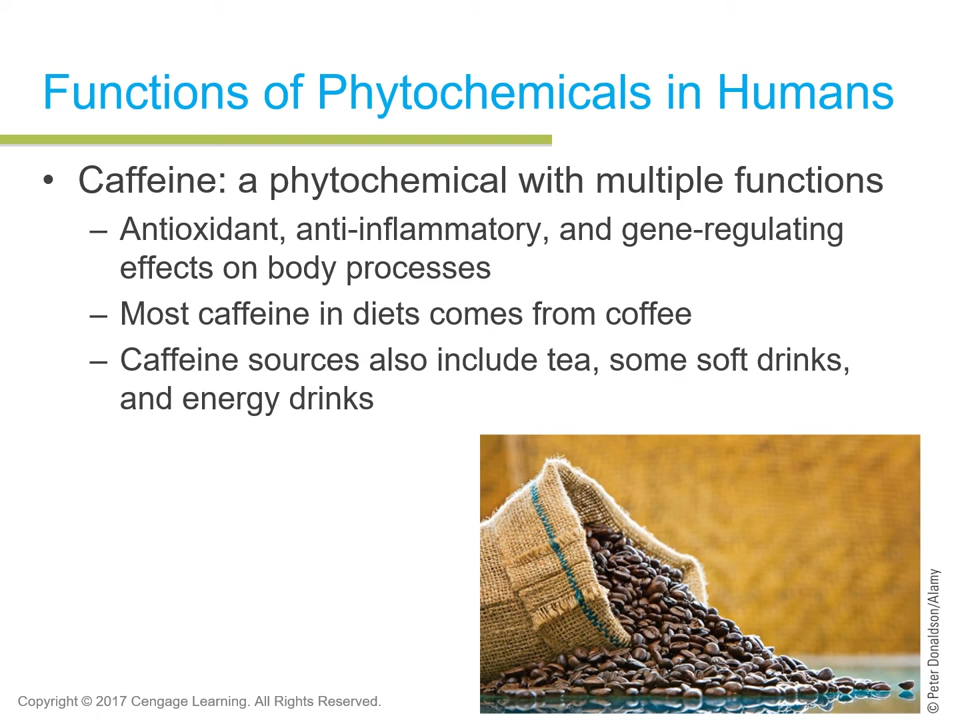 Functions of Phytochemicals in Humans
• Caffeine: a phytochemical with multiple functions
– Antioxidant, anti-inflammatory, and gene-regulating
effects on body processes
– Most caffeine in diets comes from coffee
– Caffeine sources also include tea, some soft drinks,
and energy drinks
© Peter Donaldson/Alamy
Copyright © 2017 Cengage Learning. All Rights Reserved.